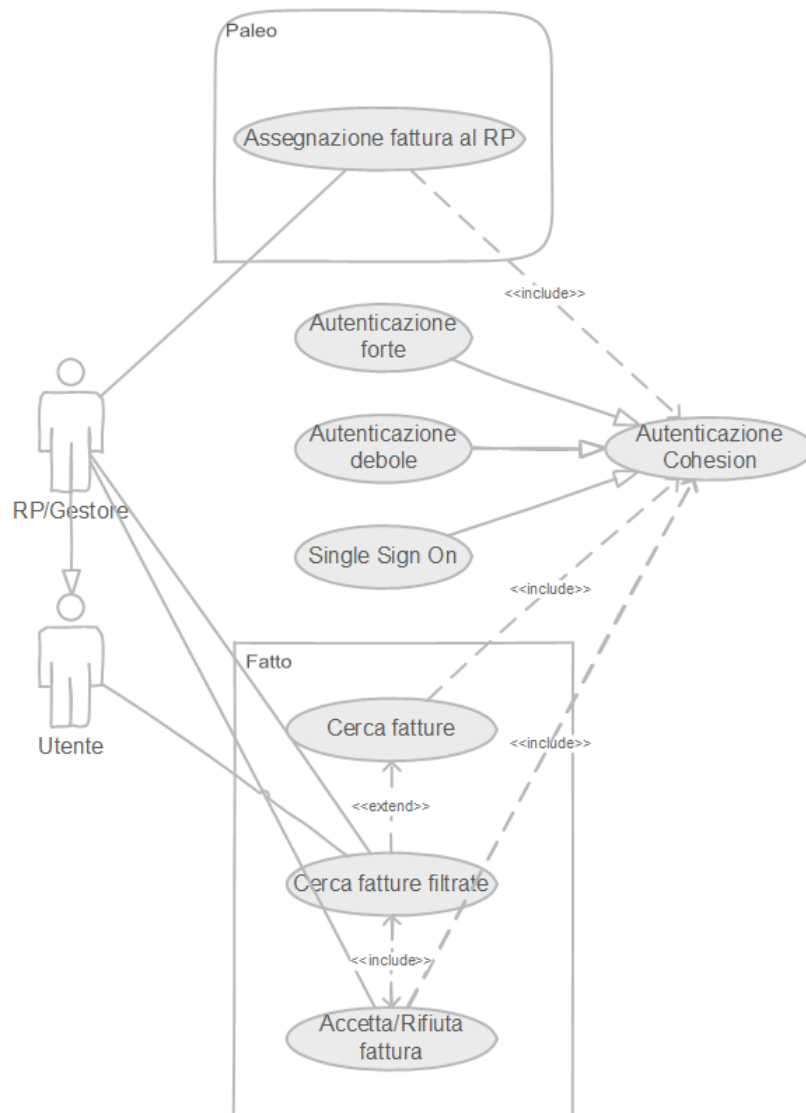 Paleo
Assegnazione fattura al RP
<<include>>
Autenticazione
forte
Autenticazione
debole
Autenticazione
Cohesion
RP/Gestore
Single Sign On
<<include>>
Utente
Fatto
Cerca fatture
<<include>>
<<extend>>
Cerca fatture filtrate
<<include>>
Accetta/Rifiuta
fattura